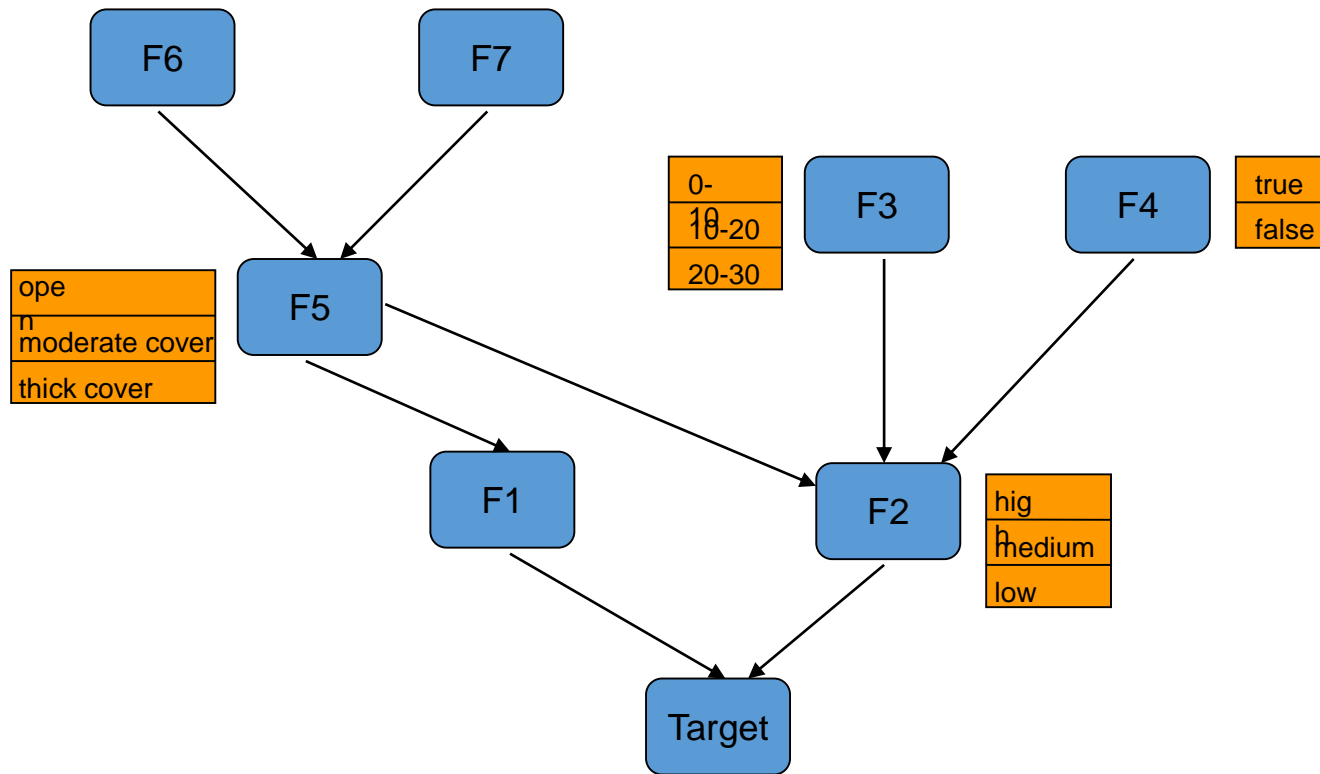 F6
F7
0-
10
10-20
20-30
F3
F4
true
false
ope
n
moderate cover
thick cover
F5
F1
F2
hig
h
medium
low
Target